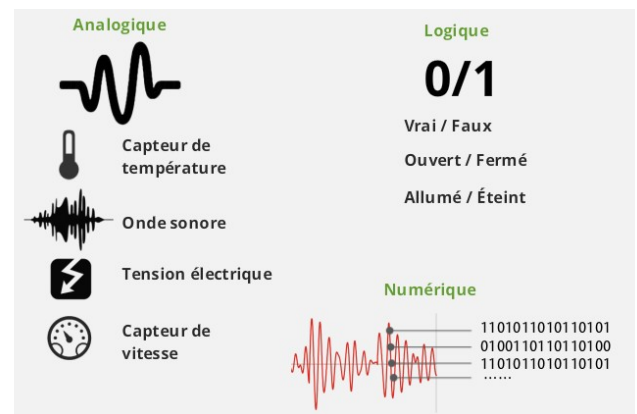 Analogique
Capteur de
température
Onde sonore
Tension électrique
Capteur de
vitesse
Logique
0/1
Vrai / Faux
Ouvert / Fermé
Allumé / Éteint
Numérique
1101011010110101
0100110110110100
1101011010110101
......